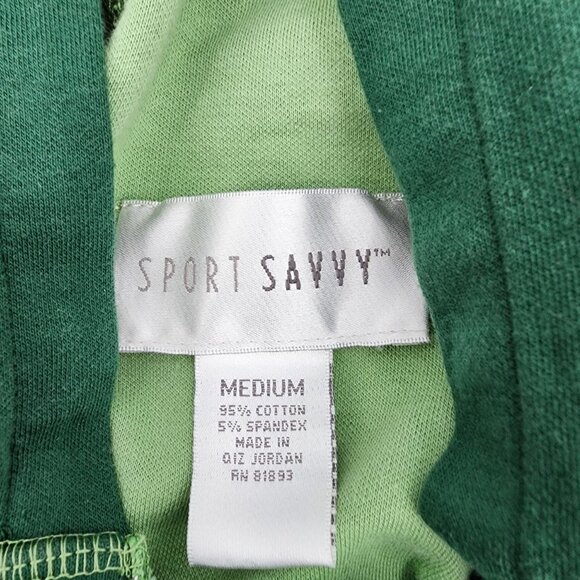 SPORT SAVVY™
MEDIUM
95% COTTON
5% SPANDEX
MADE IN
QIZ JORDAN
RN 81893